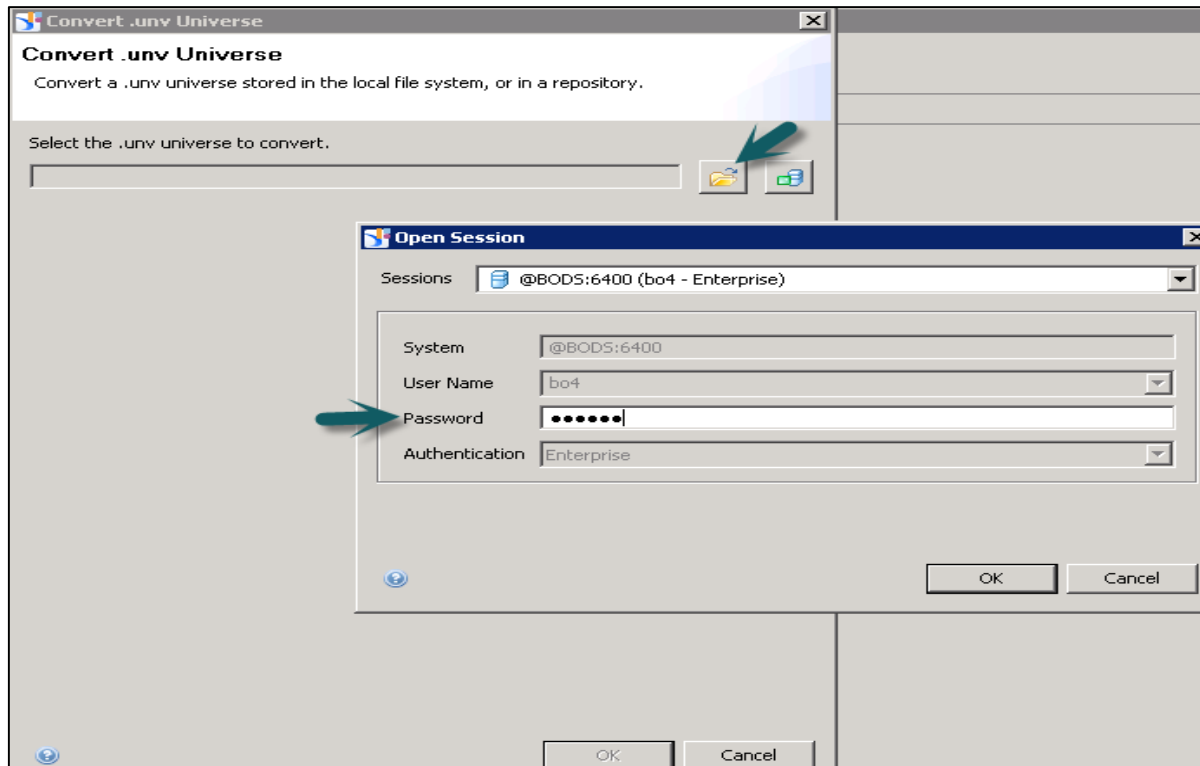 Convert .unv Universe
Convert .unv Universe
Convert a .unv universe stored in the local file system, or in a repository.
Select the .unv universe to convert.
Open Session
Sessions @BODS:6400 (bo4 - Enterprise)
System @BODS:6400
User Name bo4
Password ••••••
Authentication Enterprise
OK Cancel
OK Cancel